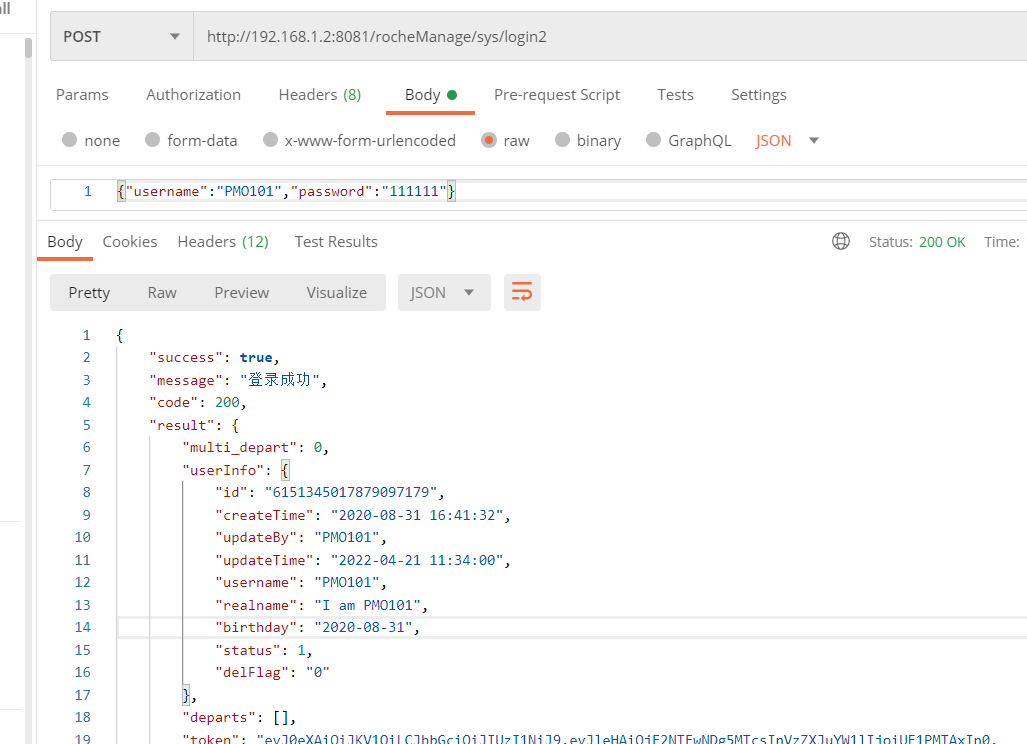 all
POST http://192.168.1.2:8081/rocheManage/sys/login2
Params Authorization Headers (8) Body Pre-request Script Tests Settings
none form-data x-www-form-urlencoded raw binary GraphQL JSON
1 {"username":"PMO101","password":"111111"}
Body Cookies Headers (12) Test Results Status: 200 OK Time:
Pretty Raw Preview Visualize JSON
1 {
2 "success": true,
3 "message": "登录成功",
4 "code": 200,
5 "result": {
6 "multi_depart": 0,
7 "userInfo": {
8 "id": "6151345017879097179",
9 "createTime": "2020-08-31 16:41:32",
10 "updateBy": "PMO101",
11 "updateTime": "2022-04-21 11:34:00",
12 "username": "PMO101",
13 "realname": "I am PMO101",
14 "birthday": "2020-08-31",
15 "status": 1,
16 "delFlag": "0"
17 },
18 "departs": [],
19 "token":